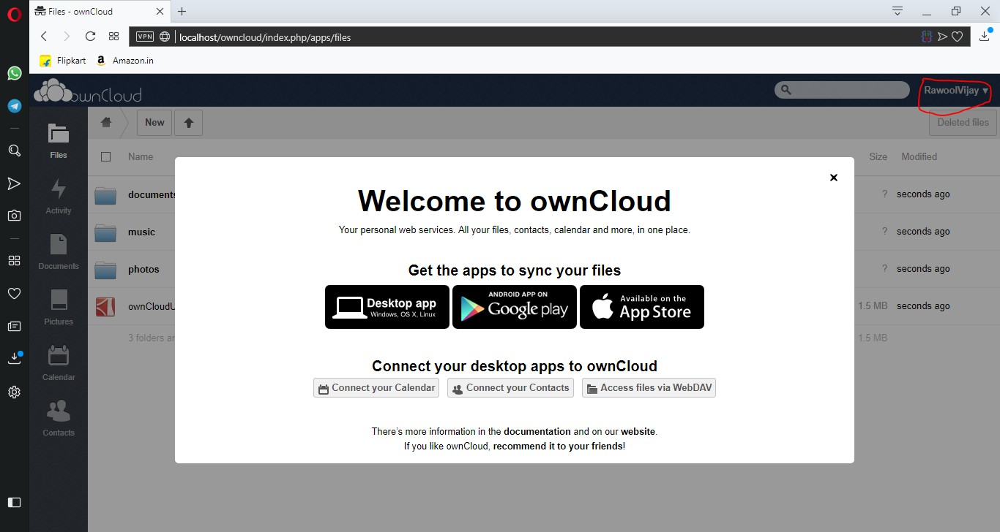 Files - ownCloud
VPN localhost/owncloud/index.php/apps/files
Flipkart Amazon.in
ownCloud RawoolVijay
New Deleted files
Files
Name Size Modified
Activity
documents ? seconds ago
music ? seconds ago
Documents
photos ? seconds ago
Pictures
ownCloudU 1.5 MB seconds ago
3 folders 1.5 MB
Calendar
Contacts
Welcome to ownCloud
Your personal web services. All your files, contacts, calendar and more, in one place.
Get the apps to sync your files
Desktop app
Windows, OS X, Linux
ANDROID APP ON
Google play
Available on the
App Store
Connect your desktop apps to ownCloud
Connect your Calendar Connect your Contacts Access files via WebDAV
There's more information in the documentation and on our website.
If you like ownCloud, recommend it to your friends!